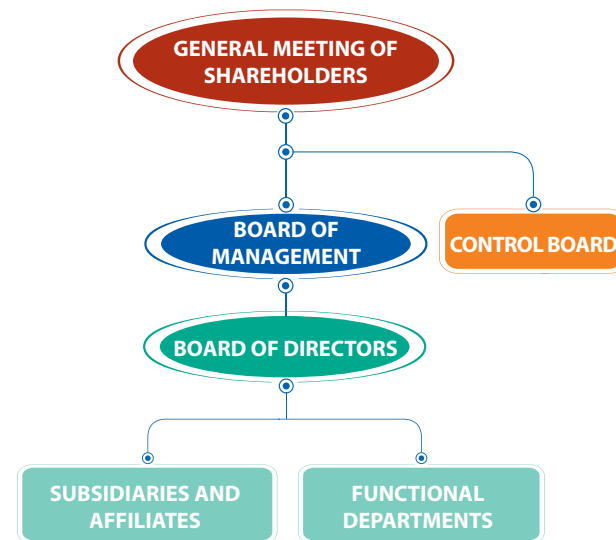 GENERAL MEETING OF
SHAREHOLDERS
BOARD OF
MANAGEMENT
CONTROL BOARD
BOARD OF DIRECTORS
SUBSIDIARIES AND
AFFILIATES
FUNCTIONAL
DEPARTMENTS